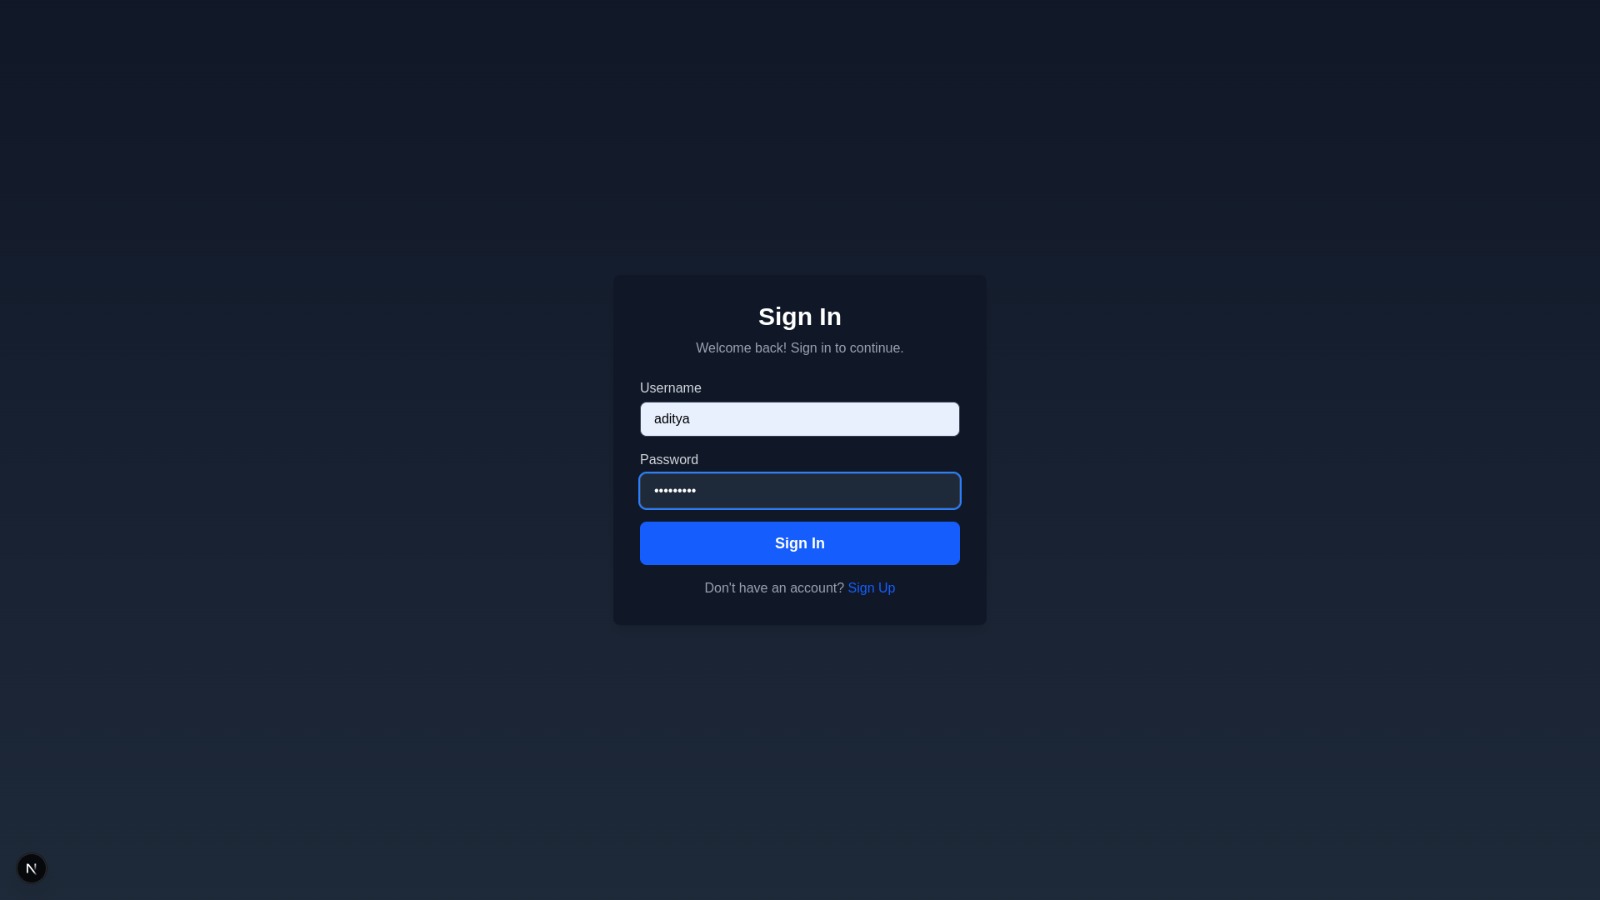 Sign In
Welcome back! Sign in to continue.
Username
aditya
Password
•••••••••
Sign In
Don't have an account? Sign Up
N